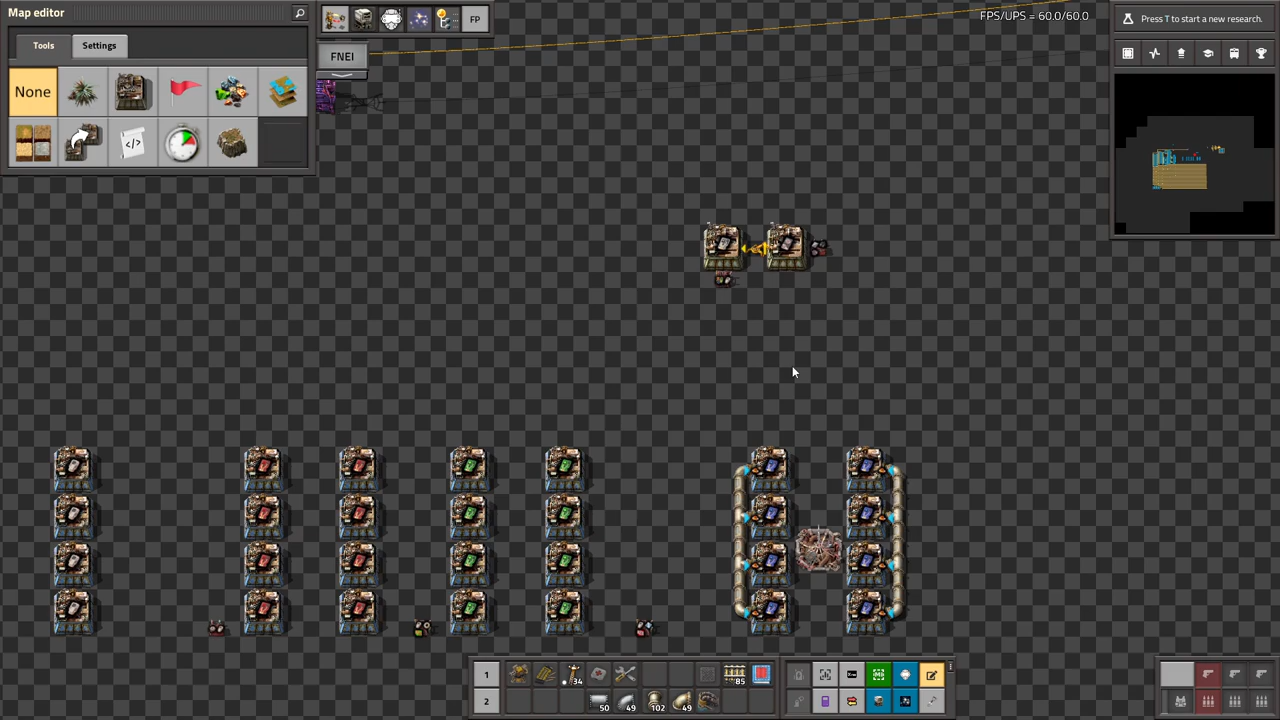 Map editor
FP
FPS/UPS = 60.0/60.0
Press T to start a new research.
Tools
Settings
FNEI
None
</>
1
34
85
2
50
49
102
49